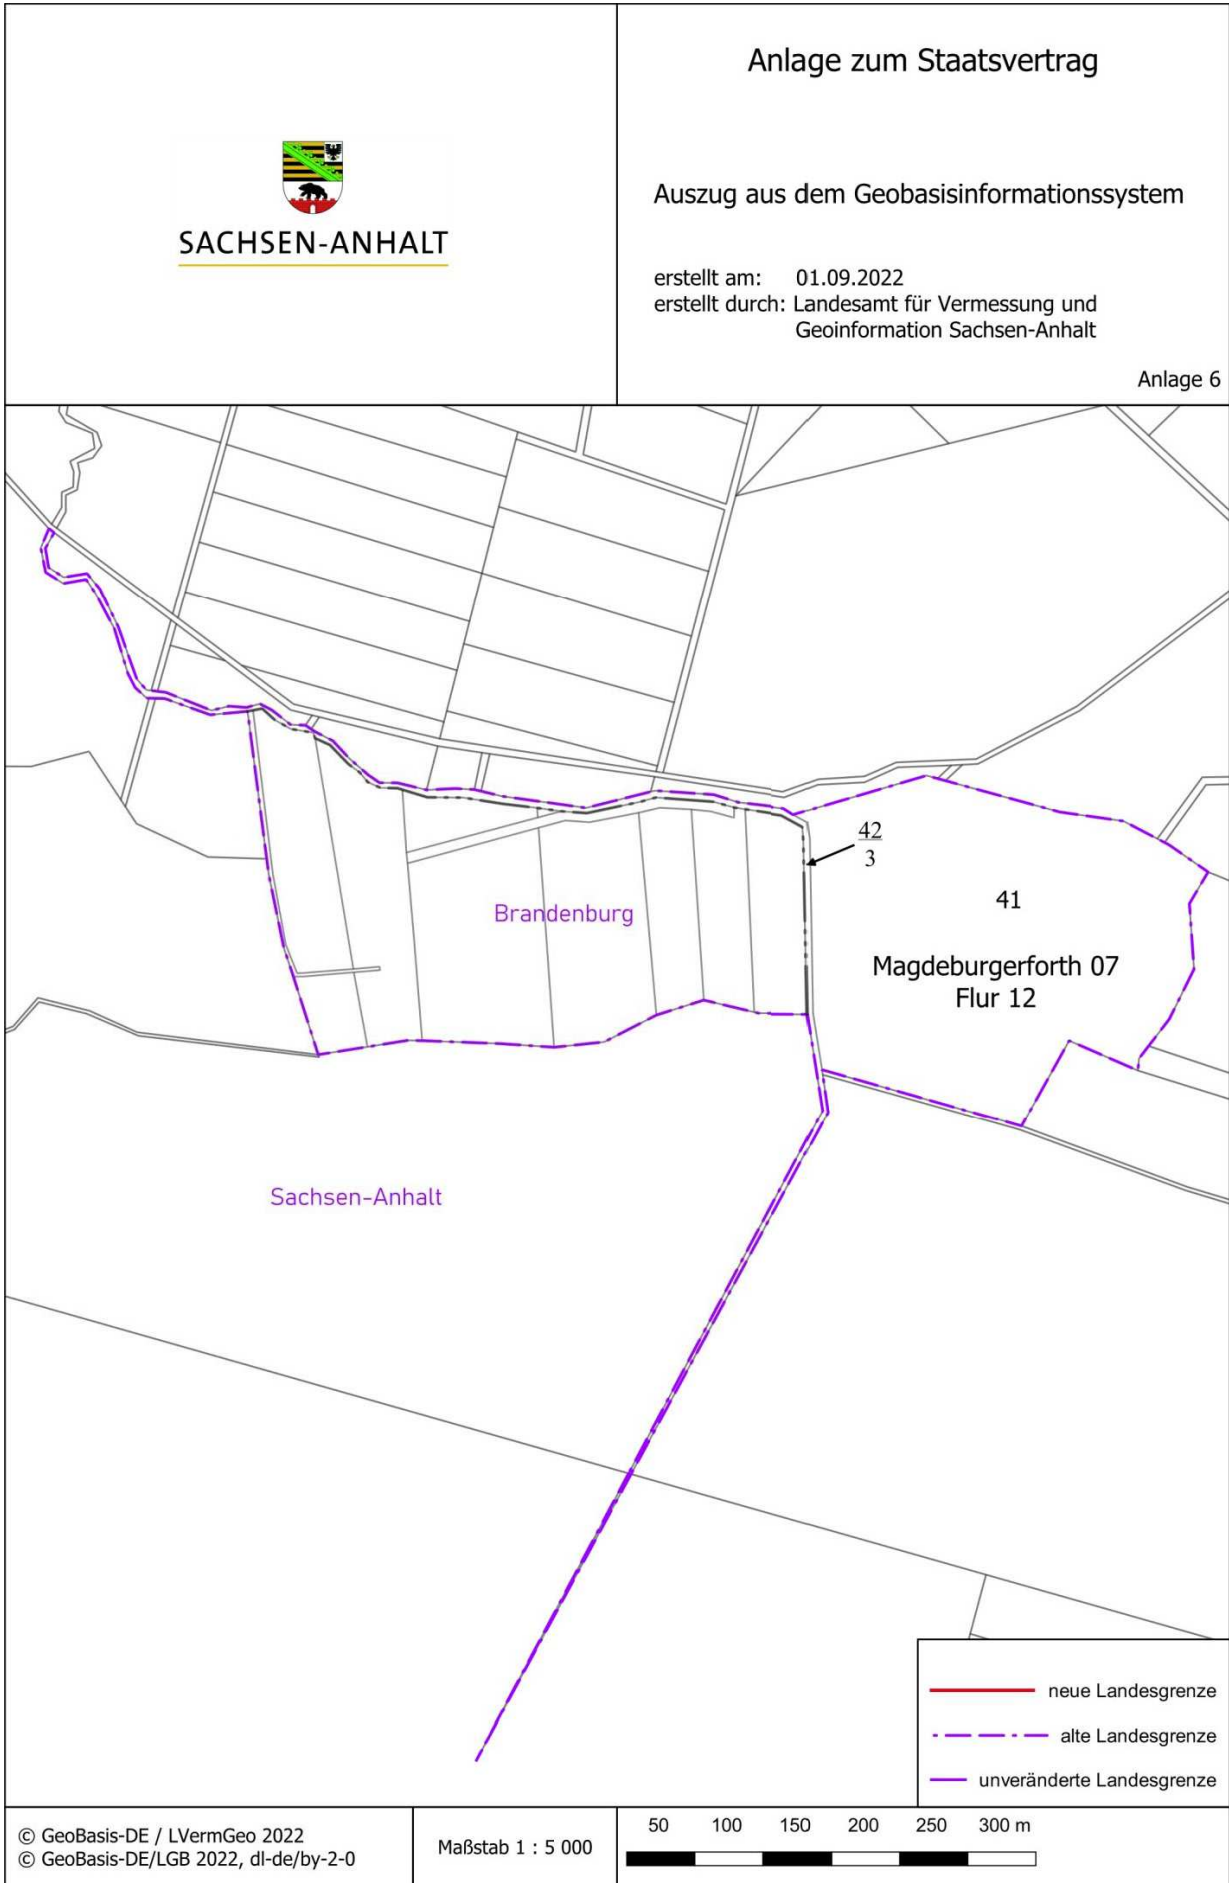 SACHSEN-ANHALT
Anlage zum Staatsvertrag
Auszug aus dem Geobasisinformationssystem
erstellt am: 01.09.2022
erstellt durch: Landesamt für Vermessung und
Geoinformation Sachsen-Anhalt
Anlage 6
42
3
41
Brandenburg
Magdeburgerforth 07
Flur 12
Sachsen-Anhalt
neue Landesgrenze
alte Landesgrenze
unveränderte Landesgrenze
© GeoBasis-DE / LVermGeo 2022
© GeoBasis-DE/LGB 2022, dl-de/by-2-0
Maßstab 1 : 5 000
50 100 150 200 250 300 m